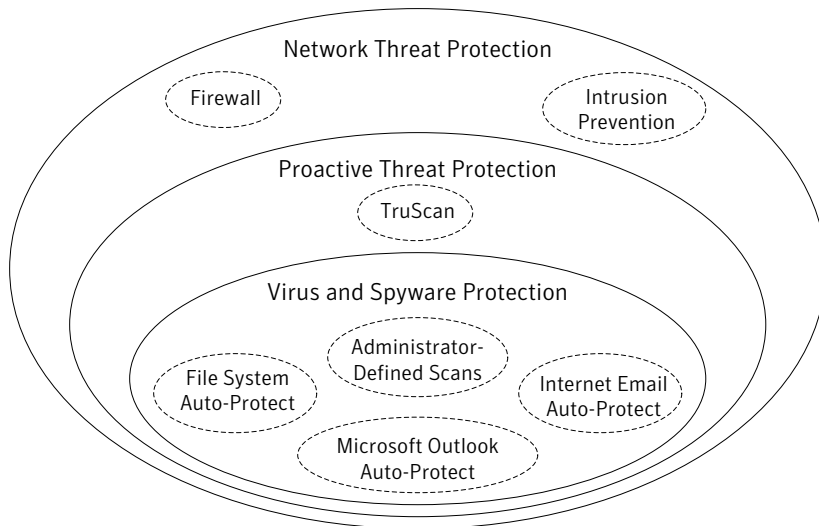 Network Threat Protection
Firewall
Intrusion
Prevention
Proactive Threat Protection
TruScan
Virus and Spyware Protection
Administrator-
Defined Scans
File System
Auto-Protect
Internet Email
Auto-Protect
Microsoft Outlook
Auto-Protect